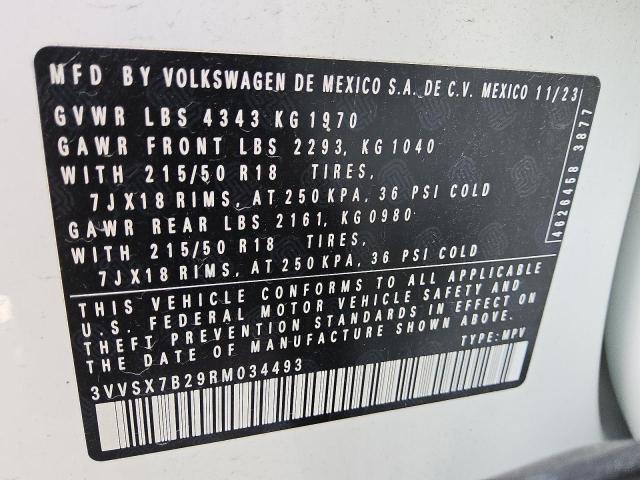 MFD BY VOLKSWAGEN DE MEXICO S.A. DE C.V. MEXICO 11/23
GVWR LBS 4343 KG 1970
GAWR FRONT LBS 2293, KG 1040
WITH 215/50 R18 TIRES,
7JX18 RIMS, AT 250 KPA, 36 PSI COLD
GAWR REAR LBS 2161, KG 0980
WITH 215/50 R18 TIRES,
7JX18 RIMS, AT 250 KPA, 36 PSI COLD
THIS VEHICLE CONFORMS TO ALL APPLICABLE
U.S. FEDERAL MOTOR VEHICLE SAFETY AND
THEFT PREVENTION STANDARDS IN EFFECT ON
THE DATE OF MANUFACTURE SHOWN ABOVE.
TYPE: MPV
3VVSX7B29RM034493
4626458 3877